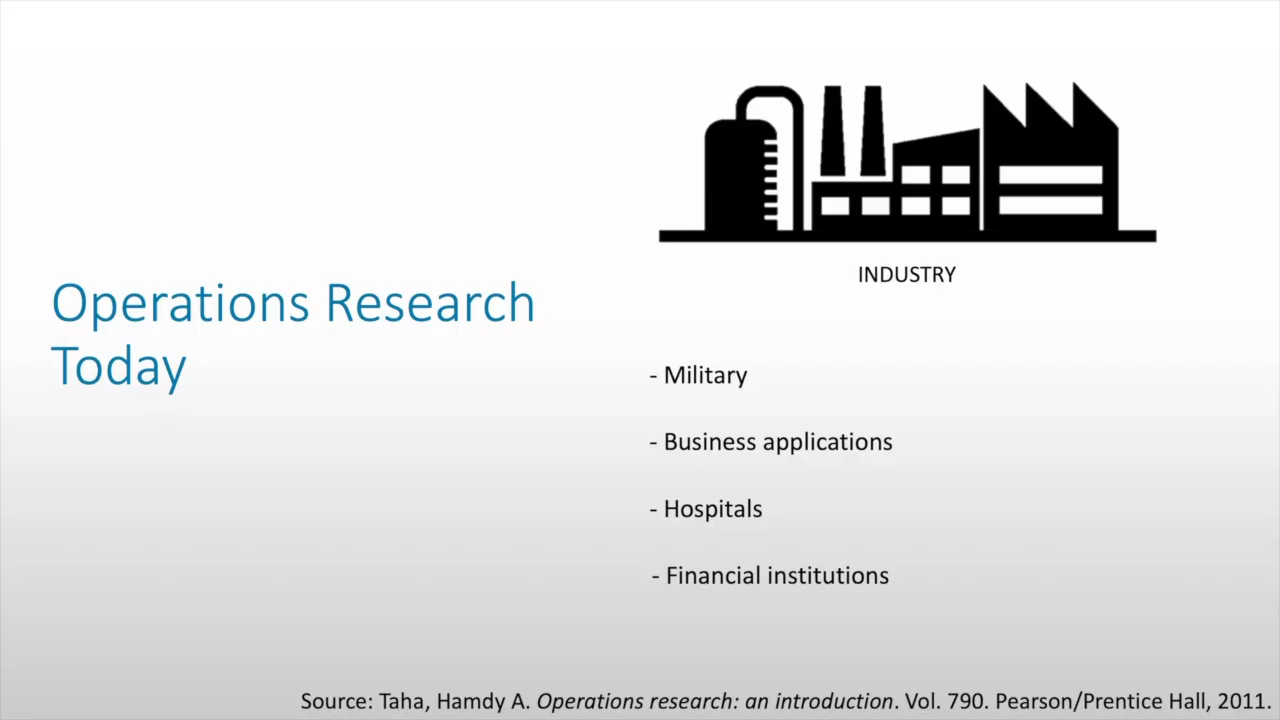 Operations Research
Today
INDUSTRY
- Military
- Business applications
- Hospitals
- Financial institutions
Source: Taha, Hamdy A. Operations research: an introduction. Vol. 790. Pearson/Prentice Hall, 2011.